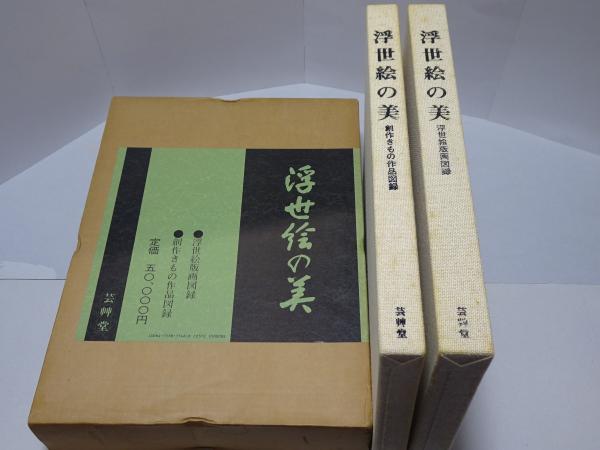 浮世絵の美
●浮世絵版画図録
●創作きもの作品図録
定価 五〇、〇〇〇円
芸艸堂
浮世絵の美
創作きもの作品図録
芸艸堂
浮世絵の美
浮世絵版画図録
芸艸堂